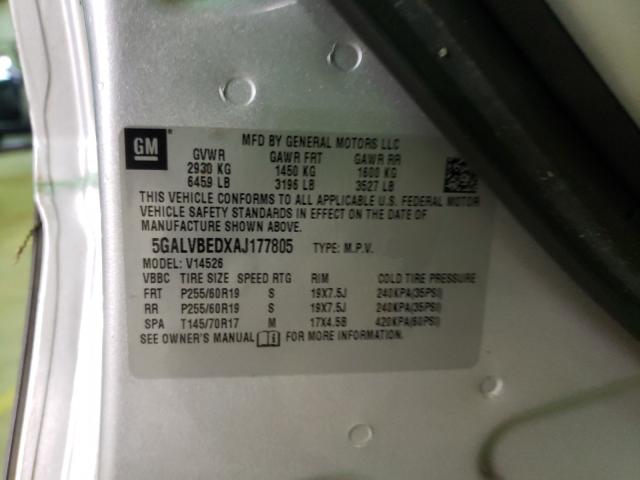 GM
MFD BY GENERAL MOTORS LLC
GVWR GAWR FRT GAWR RR
2930 KG 1450 KG 1600 KG
6459 LB 3196 LB 3527 LB
THIS VEHICLE CONFORMS TO ALL APPLICABLE U.S. FEDERAL MOTOR
VEHICLE SAFETY STANDARDS IN EFFECT ON THE DATE OF
MANUFACTURE SHOWN ABOVE.
5GALVBEDXAJ177805 TYPE: M.P.V.
MODEL: V14526
VBBC TIRE SIZE SPEED RTG RIM COLD TIRE PRESSURE
FRT P255/60R19 S 19X7.5J 240KPA(35PSI)
RR P255/60R19 S 19X7.5J 240KPA(35PSI)
SPA T145/70R17 M 17X4.5B 420KPA(60PSI)
SEE OWNER'S MANUAL FOR MORE INFORMATION.